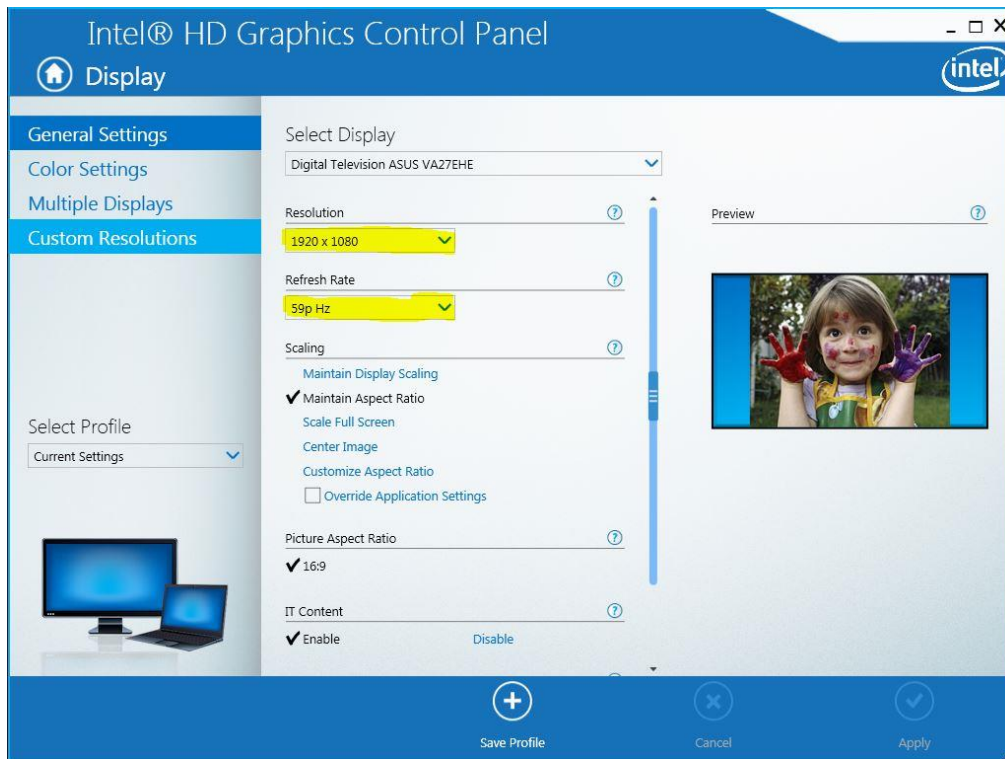 Intel® HD Graphics Control Panel
Display
intel
General Settings
Color Settings
Multiple Displays
Custom Resolutions
Select Profile
Current Settings
Select Display
Digital Television ASUS VA27EHE
Resolution
1920 x 1080
Refresh Rate
59p Hz
Scaling
Maintain Display Scaling
Maintain Aspect Ratio
Scale Full Screen
Center Image
Customize Aspect Ratio
Override Application Settings
Picture Aspect Ratio
16:9
IT Content
Enable Disable
Preview
Save Profile Cancel Apply